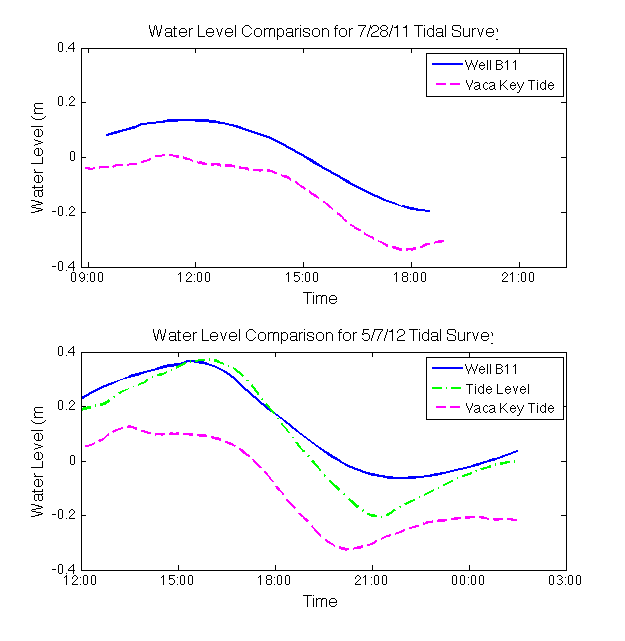 Water Level Comparison for 7/28/11 Tidal Survey
0.4
0.2
0
-0.2
-0.4
Water Level (m
Well B11
Vaca Key Tide
09:00 12:00 15:00 18:00 21:00
Time
Water Level Comparison for 5/7/12 Tidal Survey
0.4
0.2
0
-0.2
-0.4
Water Level (m
Well B11
Tide Level
Vaca Key Tide
12:00 15:00 18:00 21:00 00:00 03:00
Time